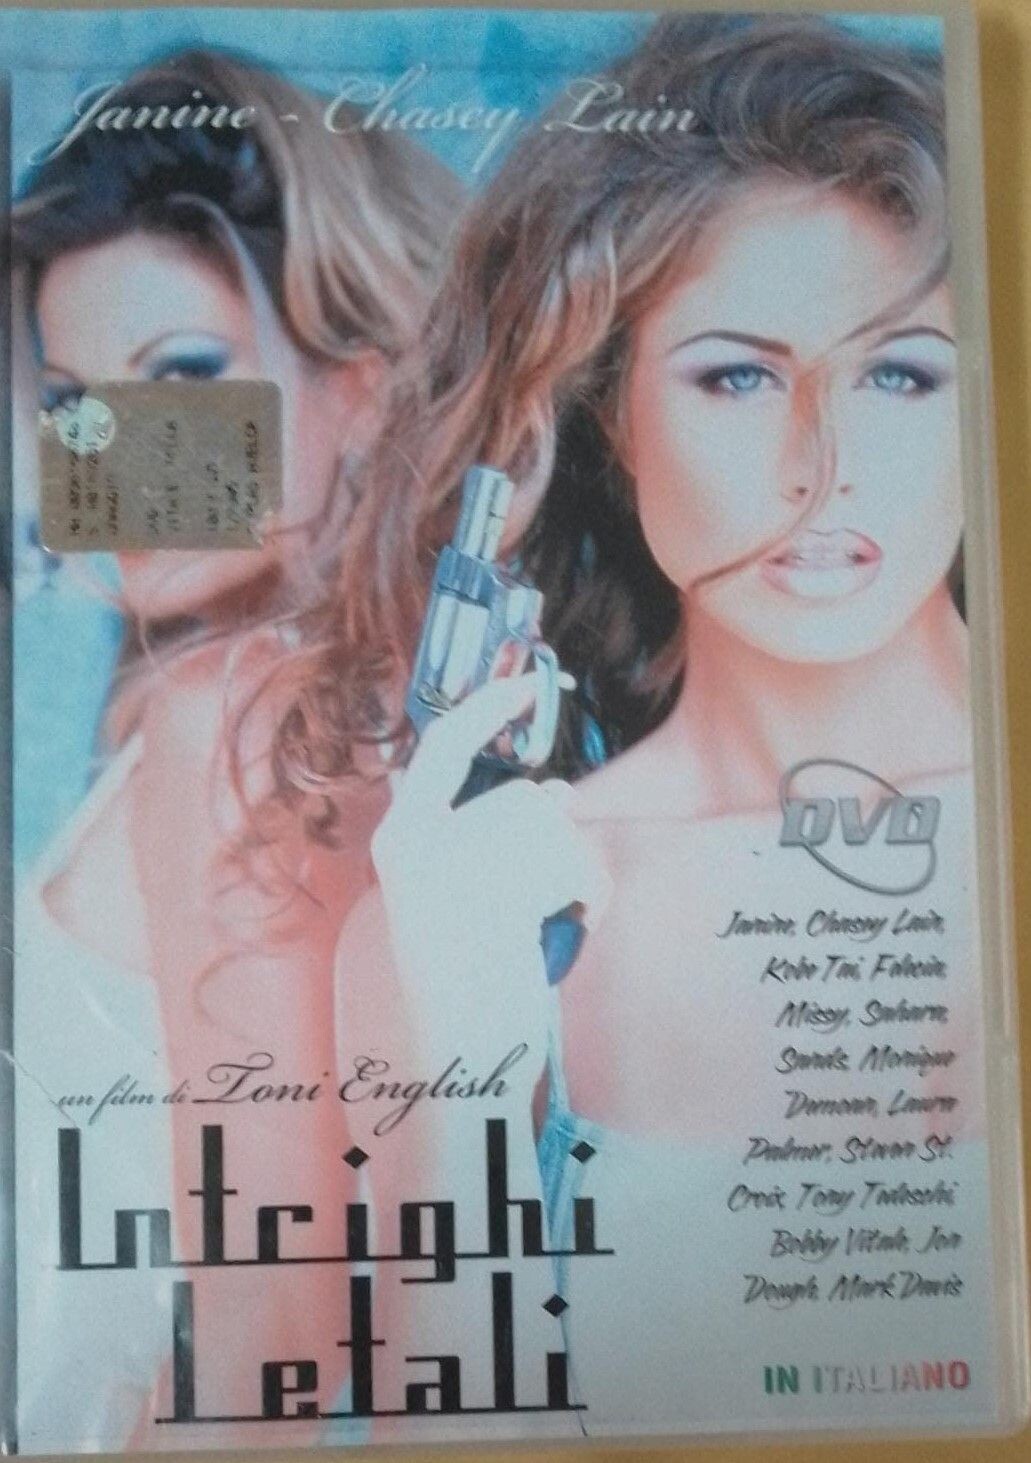 Janine - Chasey Lain
DVD
Janine, Chasey Lain,
Kobe Tai, Felecia,
Missy, Sahara,
Sands, Monique
Demoan, Laura
Palmer, Steven St.
Croix, Tony Tedeschi,
Bobby Vitale, Jon
Dough, Mark Davis
un film di Toni English
Intrighi
Letali
IN ITALIANO